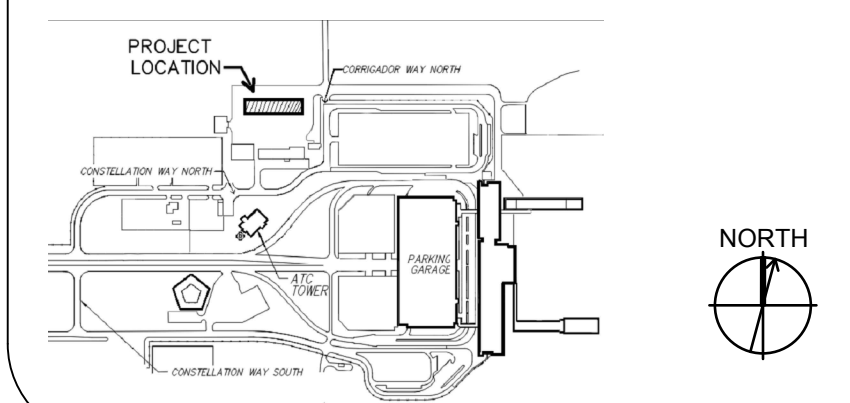 PROJECT
LOCATION
CORRIGADOR WAY NORTH
CONSTELLATION WAY NORTH
PARKING
GARAGE
ATC
TOWER
CONSTELLATION WAY SOUTH
NORTH